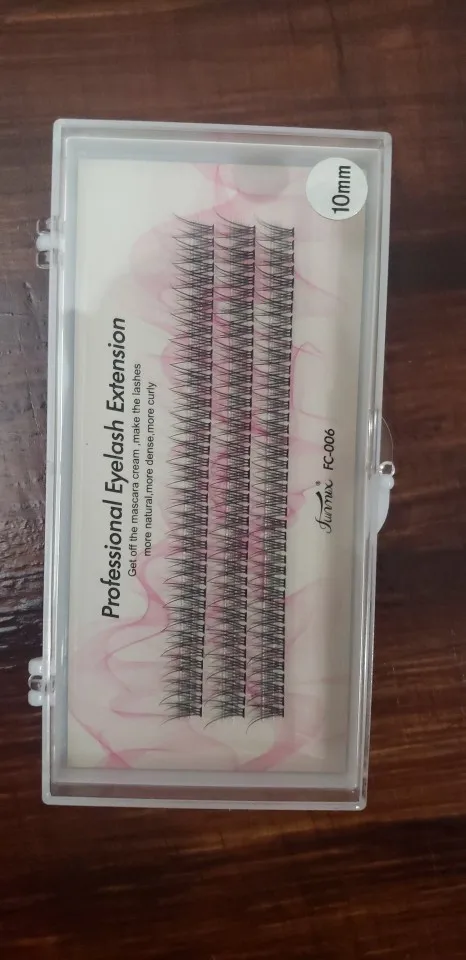 Professional Eyelash Extension
Get off the mascara cream ,make the lashes
more natural,more dense,more curly
Funmix FC-006
10mm